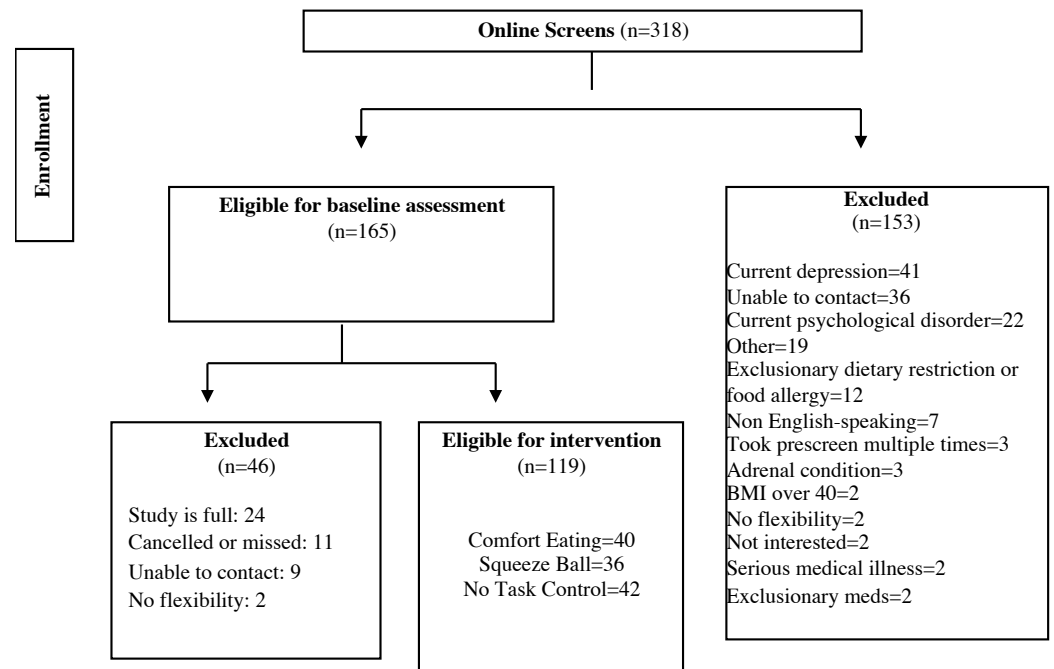 Online Screens (n=318)
Enrollment
Eligible for baseline assessment
(n=165)
Excluded
(n=153)
Current depression=41
Unable to contact=36
Current psychological disorder=22
Other=19
Exclusionary dietary restriction or
food allergy=12
Non English-speaking=7
Took prescreen multiple times=3
Adrenal condition=3
BMI over 40=2
No flexibility=2
Not interested=2
Serious medical illness=2
Exclusionary meds=2
Excluded
(n=46)
Study is full: 24
Cancelled or missed: 11
Unable to contact: 9
No flexibility: 2
Eligible for intervention
(n=119)
Comfort Eating=40
Squeeze Ball=36
No Task Control=42